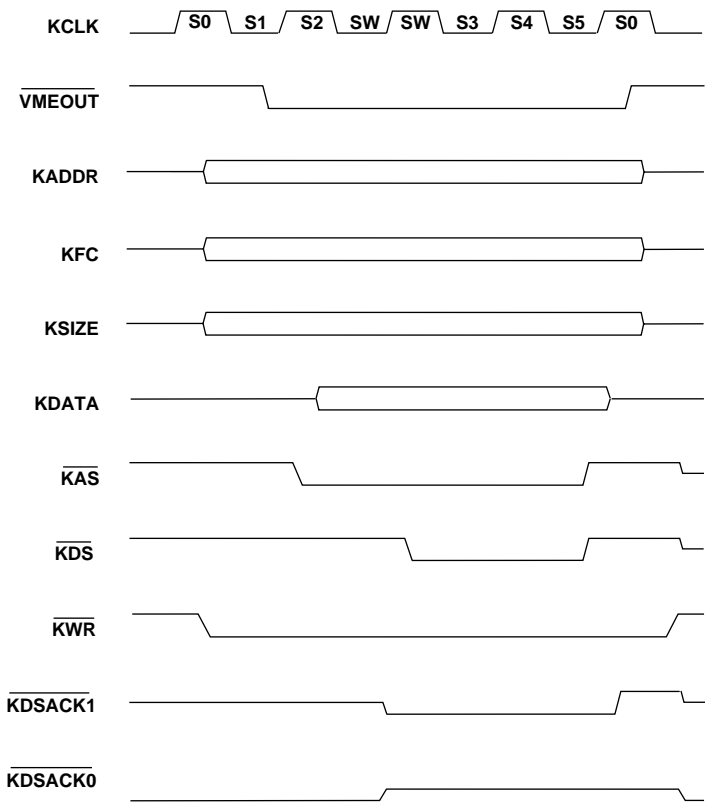 KCLK S0 S1 S2 SW SW S3 S4 S5 S0
VMEOUT
KADDR
KFC
KSIZE
KDATA
KAS
KDS
KWR
KDSACK1
KDSACK0